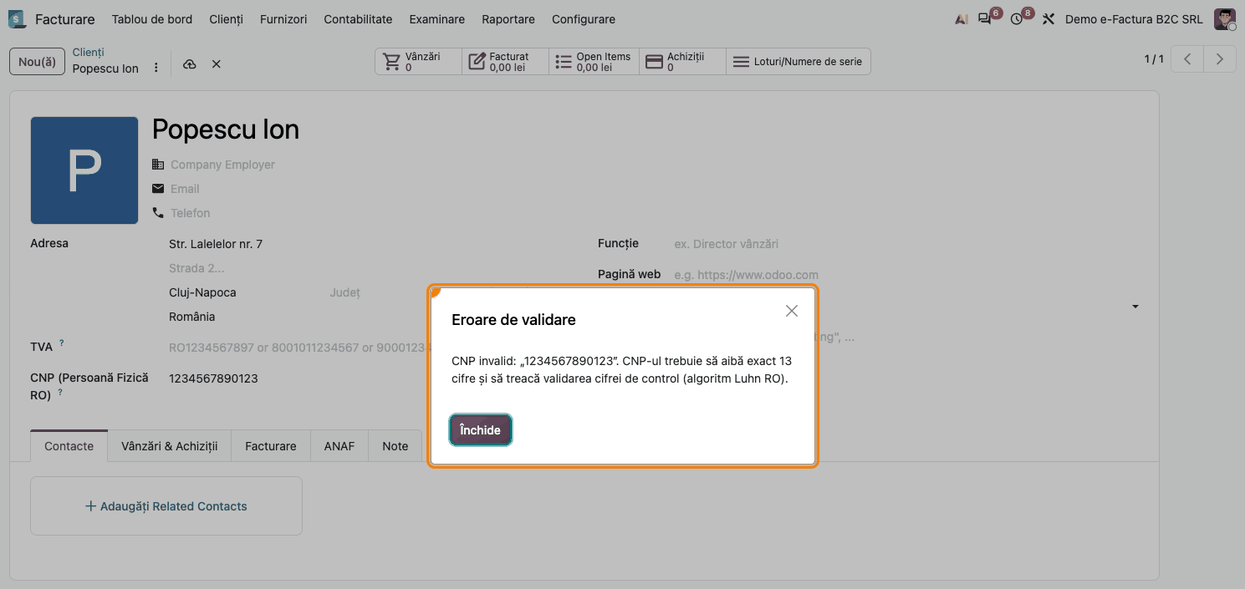 Facturare
Tablou de bord
Clienți
Furnizori
Contabilitate
Examinare
Raportare
Configurare
AI
6
8
Demo e-Factura B2C SRL
Nou(ă)
Clienți
Popescu Ion
Vânzări
0
Facturat
0,00 lei
Open Items
0,00 lei
Achiziții
0
Loturi/Numere de serie
1 / 1
P
Popescu Ion
Company Employer
Email
Telefon
Adresa
Str. Lalelelor nr. 7
Strada 2...
Cluj-Napoca
Județ
România
Funcție
ex. Director vânzări
Pagină web
e.g. https://www.odoo.com
ing", ...
TVA ?
RO1234567897 or 8001011234567 or 9000123
CNP (Persoană Fizică
RO) ?
1234567890123
Eroare de validare
CNP invalid: „1234567890123”. CNP-ul trebuie să aibă exact 13
cifre și să treacă validarea cifrei de control (algoritm Luhn RO).
Închide
Contacte
Vânzări & Achiziții
Facturare
ANAF
Note
+ Adaugăți Related Contacts